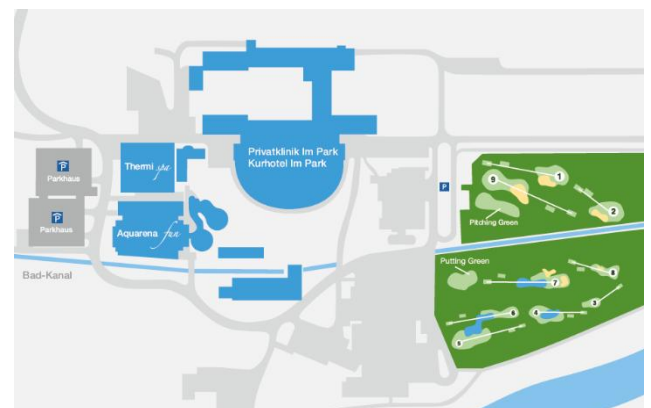 Privatklinik Im Park
Kurhotel Im Park
Thermi spa
P
Parkhaus
P
Parkhaus
Aquarena fun
Bad-Kanal
P
1
9
2
Pitching Green
Putting Green
8
7
3
6
4
5